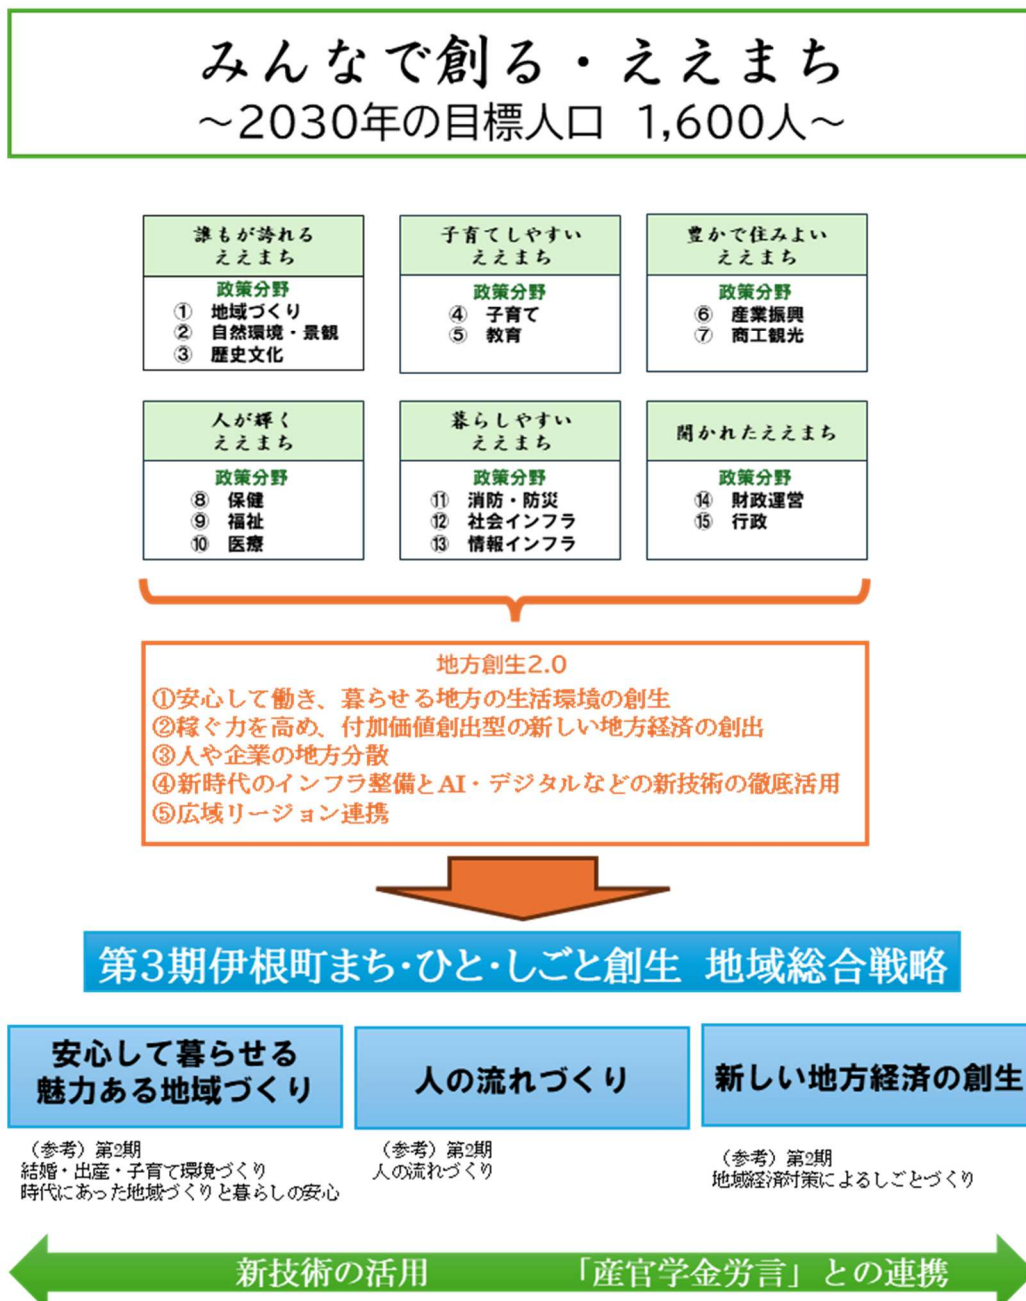 みんなで創る・ええまち
～2030年の目標人口 1,600人～
誰もが誇れる
ええまち
政策分野
① 地域づくり
② 自然環境・景観
③ 歴史文化
子育てしやすい
ええまち
政策分野
④ 子育て
⑤ 教育
豊かで住みよい
ええまち
政策分野
⑥ 産業振興
⑦ 商工観光
人が輝く
ええまち
政策分野
⑧ 保健
⑨ 福祉
⑩ 医療
暮らしやすい
ええまち
政策分野
⑪ 消防・防災
⑫ 社会インフラ
⑬ 情報インフラ
開かれたええまち
政策分野
⑭ 財政運営
⑮ 行政
地方創生2.0
①安心して働き、暮らせる地方の生活環境の創生
②稼ぐ力を高め、付加価値創出型の新しい地方経済の創出
③人や企業の地方分散
④新時代のインフラ整備とAI・デジタルなどの新技術の徹底活用
⑤広域リージョン連携
第3期伊根町まち・ひと・しごと創生 地域総合戦略
安心して暮らせる
魅力ある地域づくり
（参考）第2期
結婚・出産・子育て環境づくり
時代にあった地域づくりと暮らしの安心
人の流れづくり
（参考）第2期
人の流れづくり
新しい地方経済の創生
（参考）第2期
地域経済対策によるしごとづくり
新技術の活用 「産官学金労言」との連携